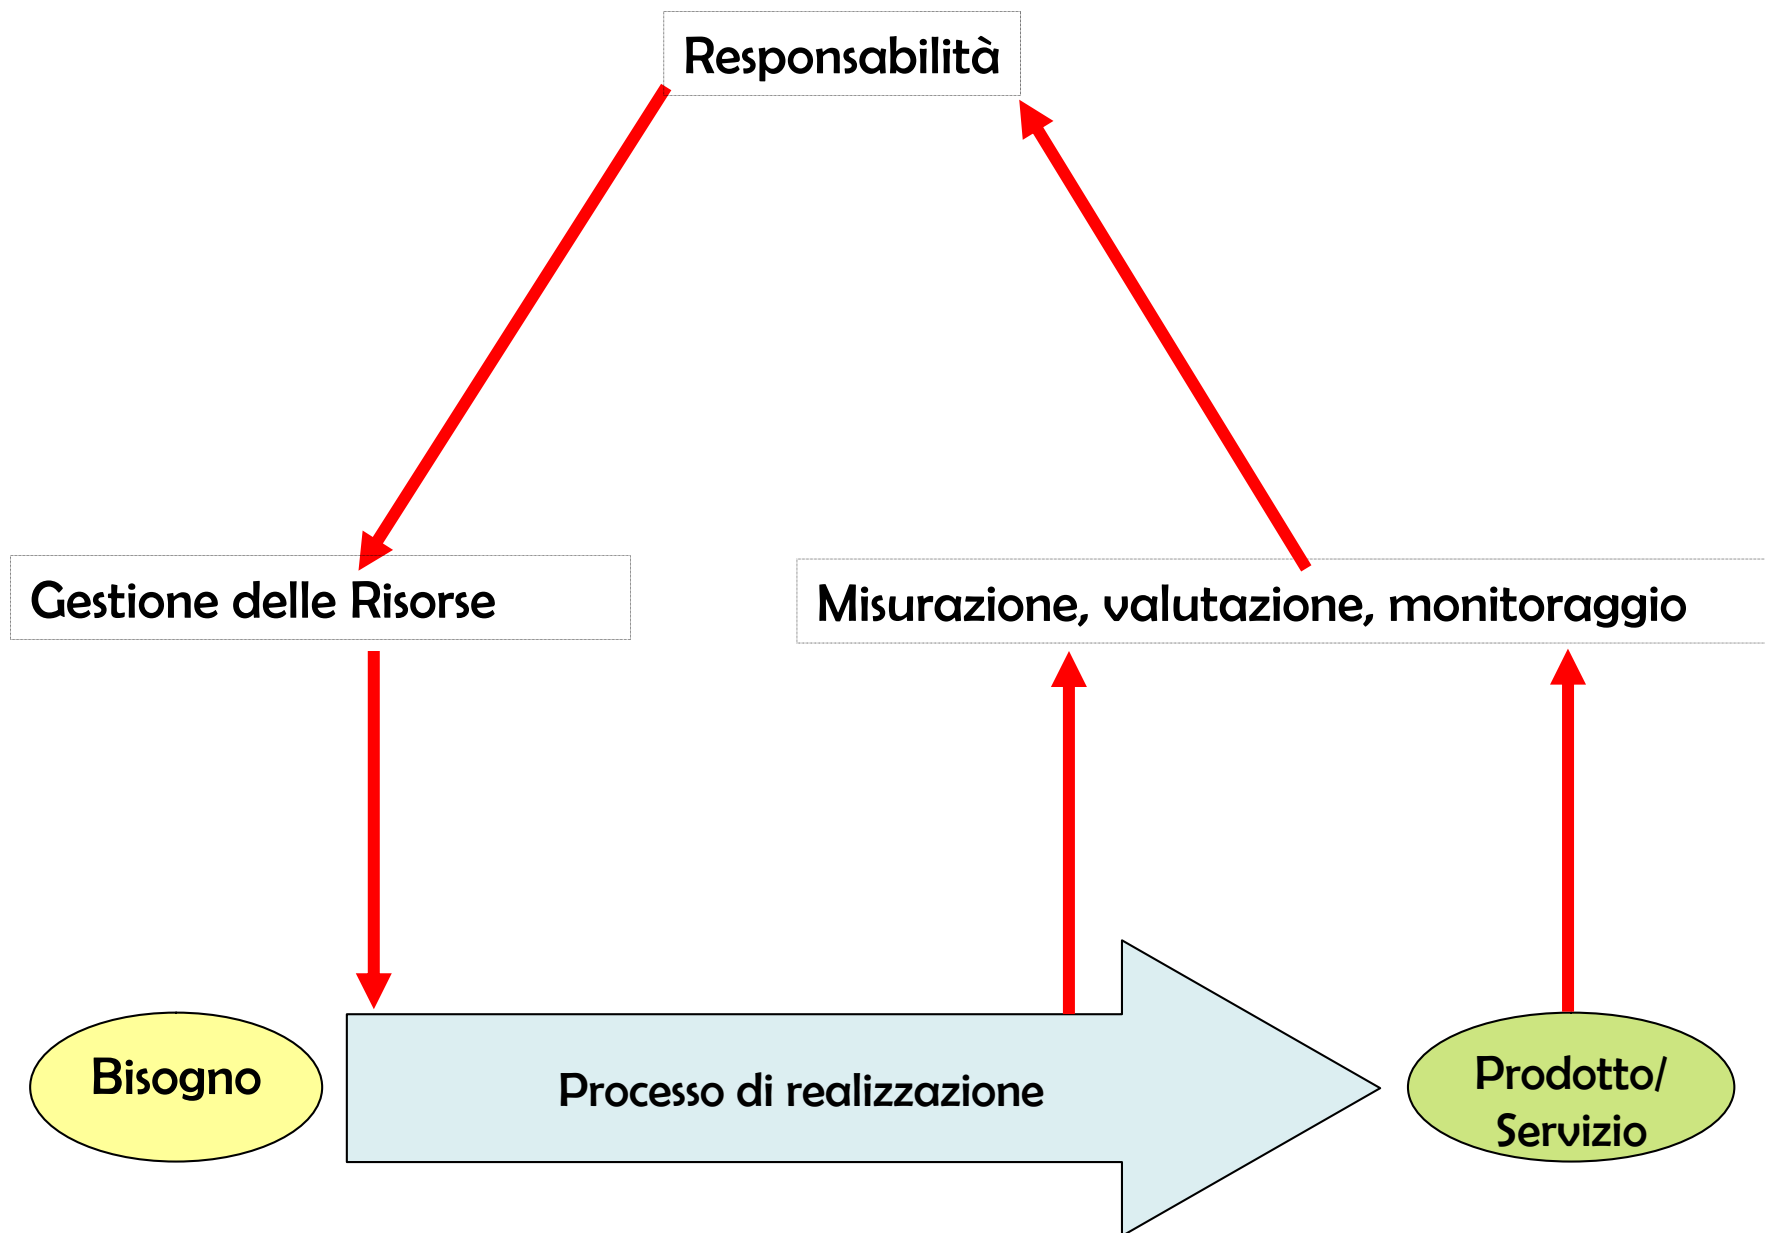 Responsabilità
Gestione delle Risorse
Misurazione, valutazione, monitoraggio
Bisogno
Processo di realizzazione
Prodotto/
Servizio